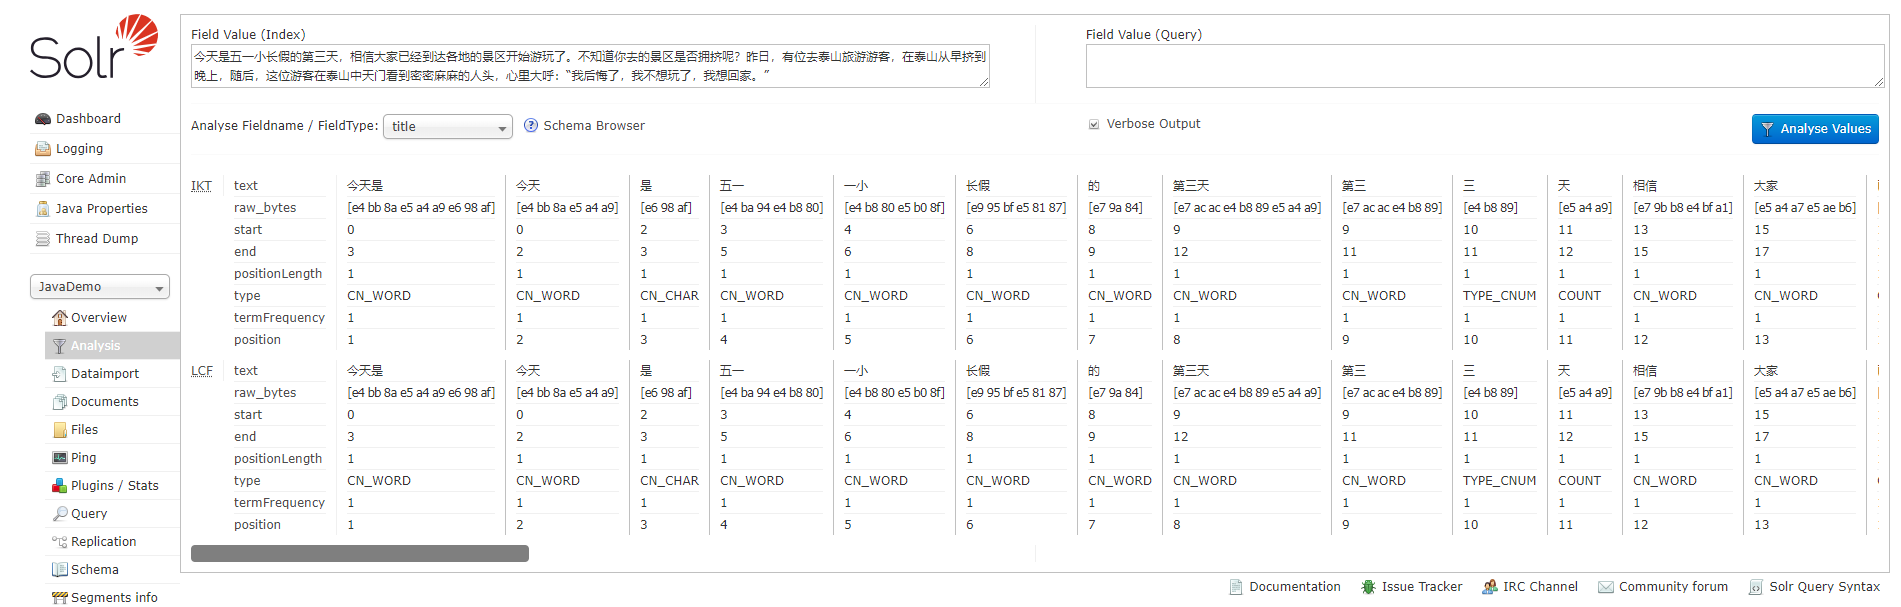 Solr
Dashboard
Logging
Core Admin
Java Properties
Thread Dump
JavaDemo
Overview
Analysis
Dataimport
Documents
Files
Ping
Plugins / Stats
Query
Replication
Schema
Segments info
Field Value (Index)
今天是五一小长假的第三天，相信大家已经到达各地的景区开始游玩了。不知道你去的景区是否拥挤呢？昨日，有位去泰山旅游游客，在泰山从早挤到
晚上，随后，这位游客在泰山中天门看到密密麻麻的人头，心里大呼：“我后悔了，我不想玩了，我想回家。”
Field Value (Query)
Analyse Fieldname / FieldType: title Schema Browser
Verbose Output
Analyse Values
IKT text 今天是 今天 是 五一 一小 长假 的 第三天 第三 三 天 相信 大家
raw_bytes [e4 bb 8a e5 a4 a9 e6 98 af] [e4 bb 8a e5 a4 a9] [e6 98 af] [e4 ba 94 e4 b8 80] [e4 b8 80 e5 b0 8f] [e9 95 bf e5 81 87] [e7 9a 84] [e7 ac ac e4 b8 89 e5 a4 a9] [e7 ac ac e4 b8 89] [e4 b8 89] [e5 a4 a9] [e7 9b b8 e4 bf a1] [e5 a4 a7 e5 ae b6]
start 0 0 2 3 4 6 8 9 9 10 11 13 15
end 3 2 3 5 6 8 9 12 11 11 12 15 17
positionLength 1 1 1 1 1 1 1 1 1 1 1 1 1
type CN_WORD CN_WORD CN_CHAR CN_WORD CN_WORD CN_WORD CN_WORD CN_WORD CN_WORD TYPE_CNUM COUNT CN_WORD CN_WORD
termFrequency 1 1 1 1 1 1 1 1 1 1 1 1 1
position 1 2 3 4 5 6 7 8 9 10 11 12 13
LCF text 今天是 今天 是 五一 一小 长假 的 第三天 第三 三 天 相信 大家
raw_bytes [e4 bb 8a e5 a4 a9 e6 98 af] [e4 bb 8a e5 a4 a9] [e6 98 af] [e4 ba 94 e4 b8 80] [e4 b8 80 e5 b0 8f] [e9 95 bf e5 81 87] [e7 9a 84] [e7 ac ac e4 b8 89 e5 a4 a9] [e7 ac ac e4 b8 89] [e4 b8 89] [e5 a4 a9] [e7 9b b8 e4 bf a1] [e5 a4 a7 e5 ae b6]
start 0 0 2 3 4 6 8 9 9 10 11 13 15
end 3 2 3 5 6 8 9 12 11 11 12 15 17
positionLength 1 1 1 1 1 1 1 1 1 1 1 1 1
type CN_WORD CN_WORD CN_CHAR CN_WORD CN_WORD CN_WORD CN_WORD CN_WORD CN_WORD TYPE_CNUM COUNT CN_WORD CN_WORD
termFrequency 1 1 1 1 1 1 1 1 1 1 1 1 1
position 1 2 3 4 5 6 7 8 9 10 11 12 13
Documentation Issue Tracker IRC Channel Community forum Solr Query Syntax